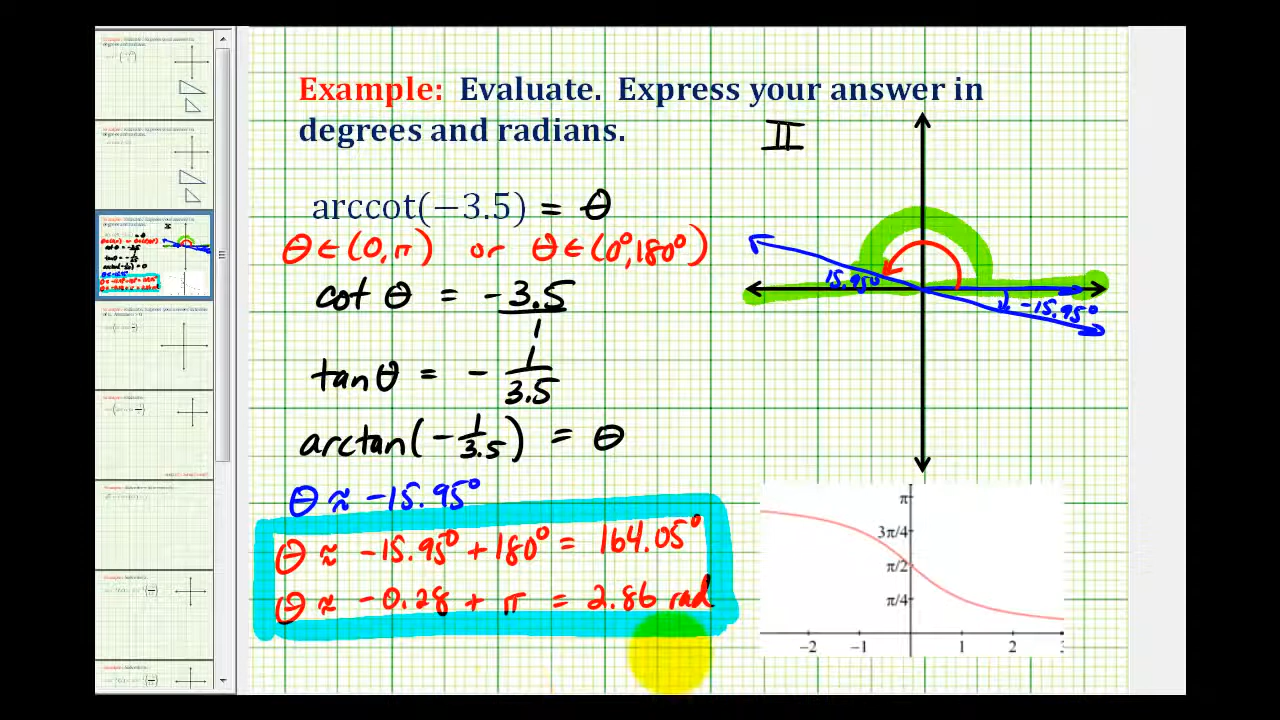 Example: Evaluate. Express your answer in
degrees and radians.
II
arccot(−3.5) = θ
θ ∈ (0, π) or θ ∈ (0°, 180°)
cot θ = -3.5/1
tan θ = - 1/3.5
arctan(- 1/3.5) = θ
θ ≈ -15.95°
θ ≈ -15.95° + 180° = 164.05°
θ ≈ -0.28 + π = 2.86 rad
15.95°
-15.95°
π
3π/4
π/2
π/4
−2 −1 1 2